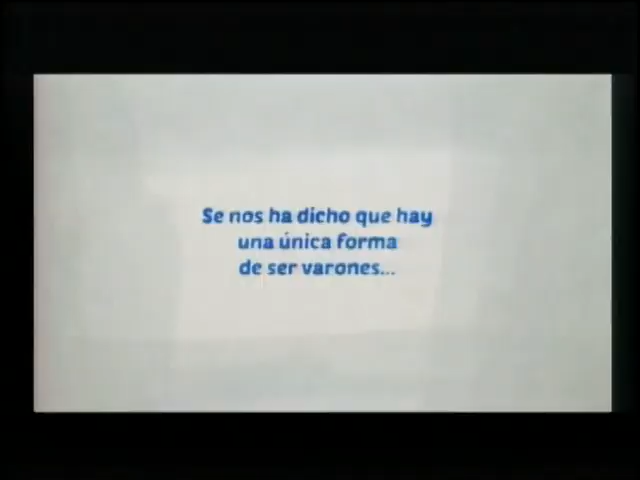 Se nos ha dicho que hay
una única forma
de ser varones...